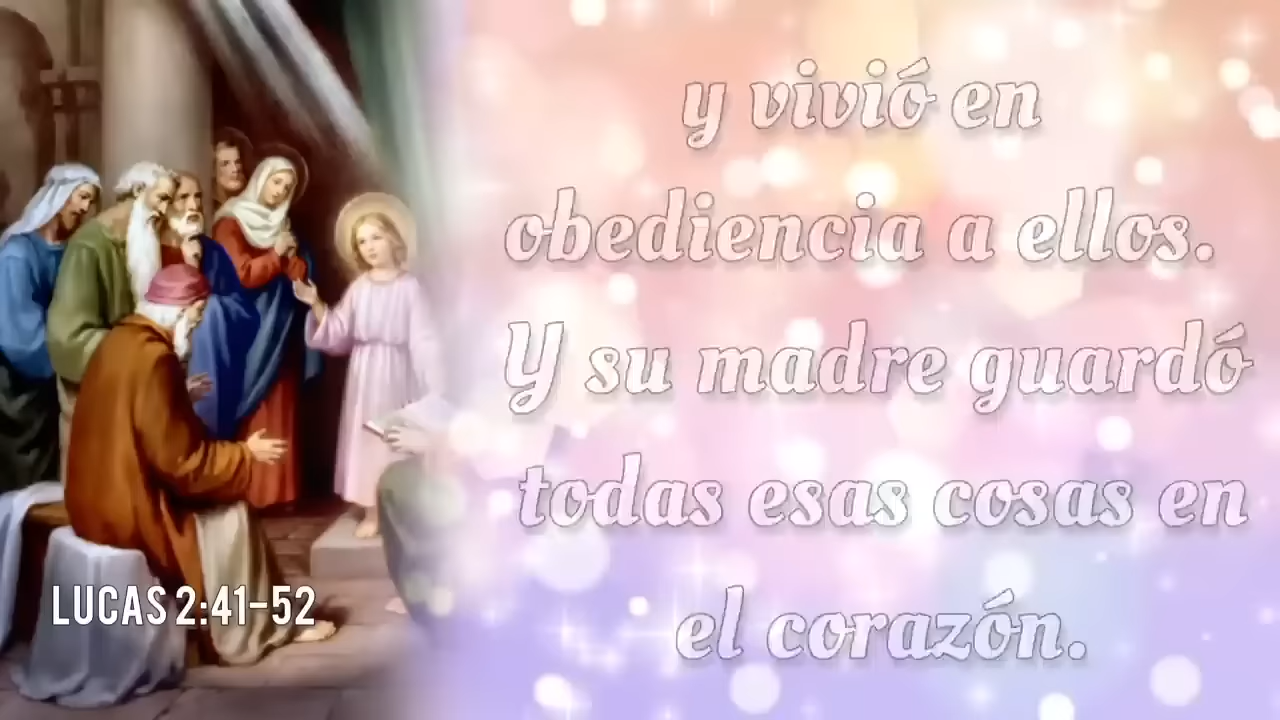 y vivió en
obediencia a ellos.
Y su madre guardó
todas esas cosas en
el corazón.
LUCAS 2:41-52